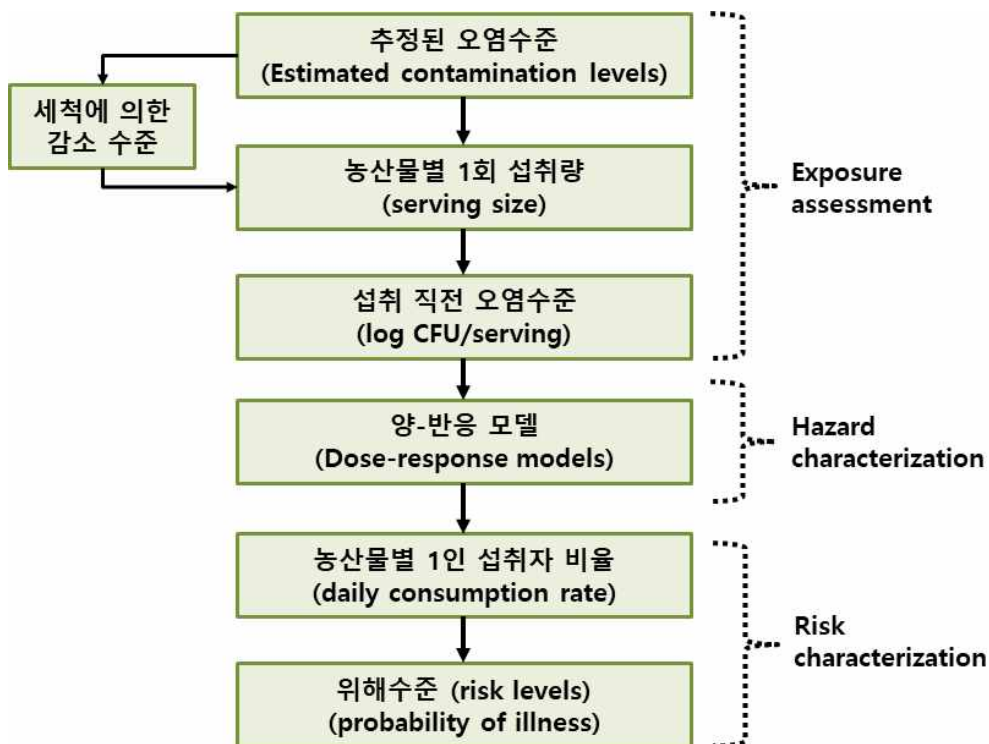 추정된 오염수준
(Estimated contamination levels)
세척에 의한
감소 수준
농산물별 1회 섭취량
(serving size)
섭취 직전 오염수준
(log CFU/serving)
Exposure
assessment
양-반응 모델
(Dose-response models)
Hazard
characterization
농산물별 1인 섭취자 비율
(daily consumption rate)
위해수준 (risk levels)
(probability of illness)
Risk
characterization